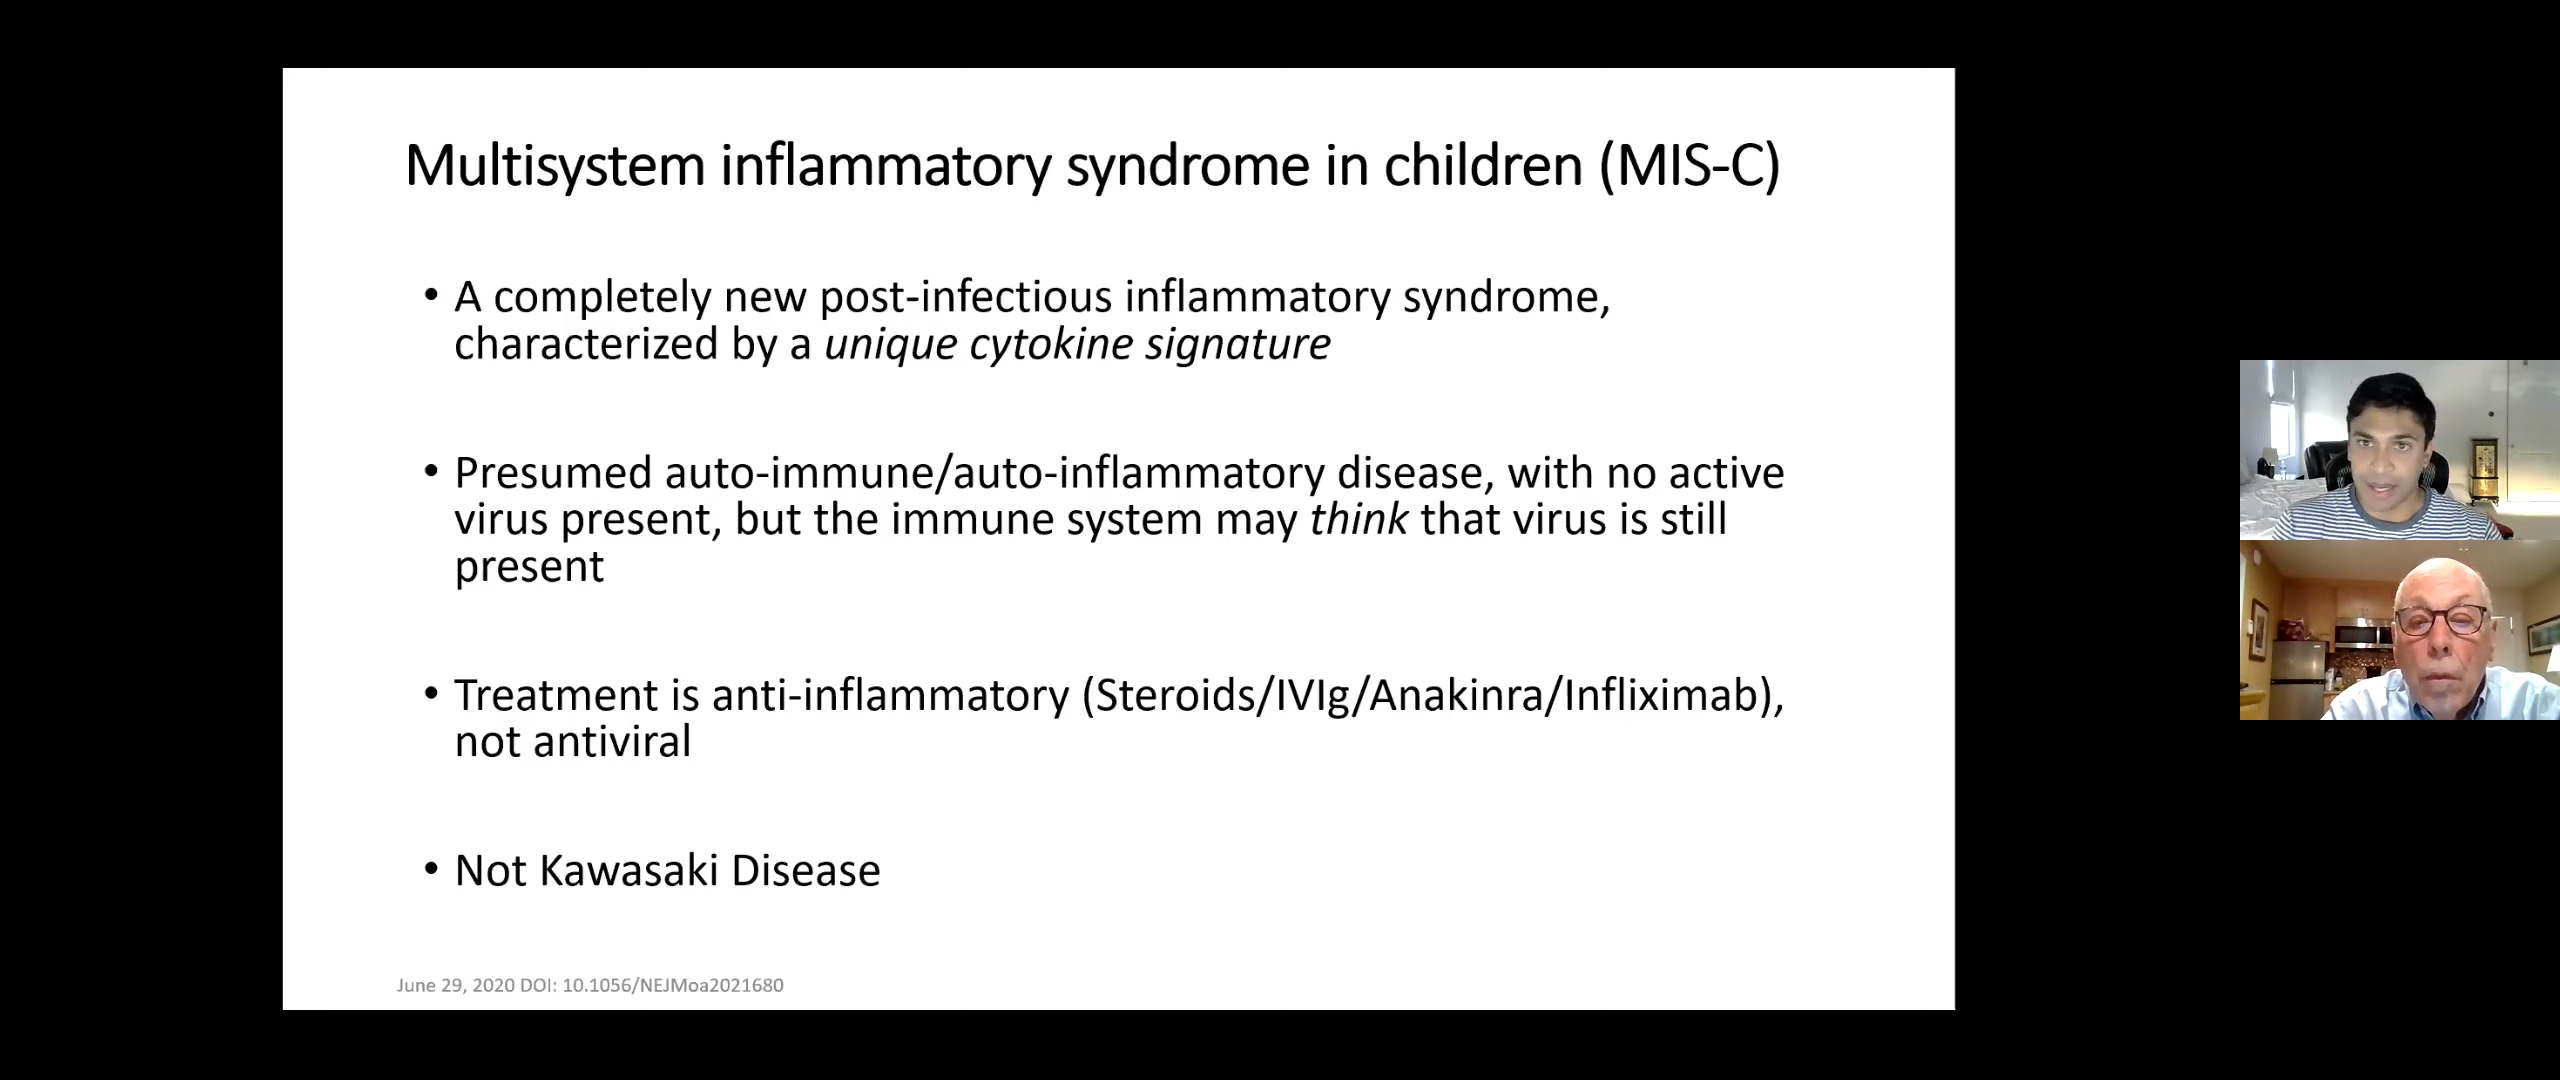 Multisystem inflammatory syndrome in children (MIS-C)
• A completely new post-infectious inflammatory syndrome,
characterized by a unique cytokine signature
• Presumed auto-immune/auto-inflammatory disease, with no active
virus present, but the immune system may think that virus is still
present
• Treatment is anti-inflammatory (Steroids/IVIg/Anakinra/Infliximab),
not antiviral
• Not Kawasaki Disease
June 29, 2020 DOI: 10.1056/NEJMoa2021680